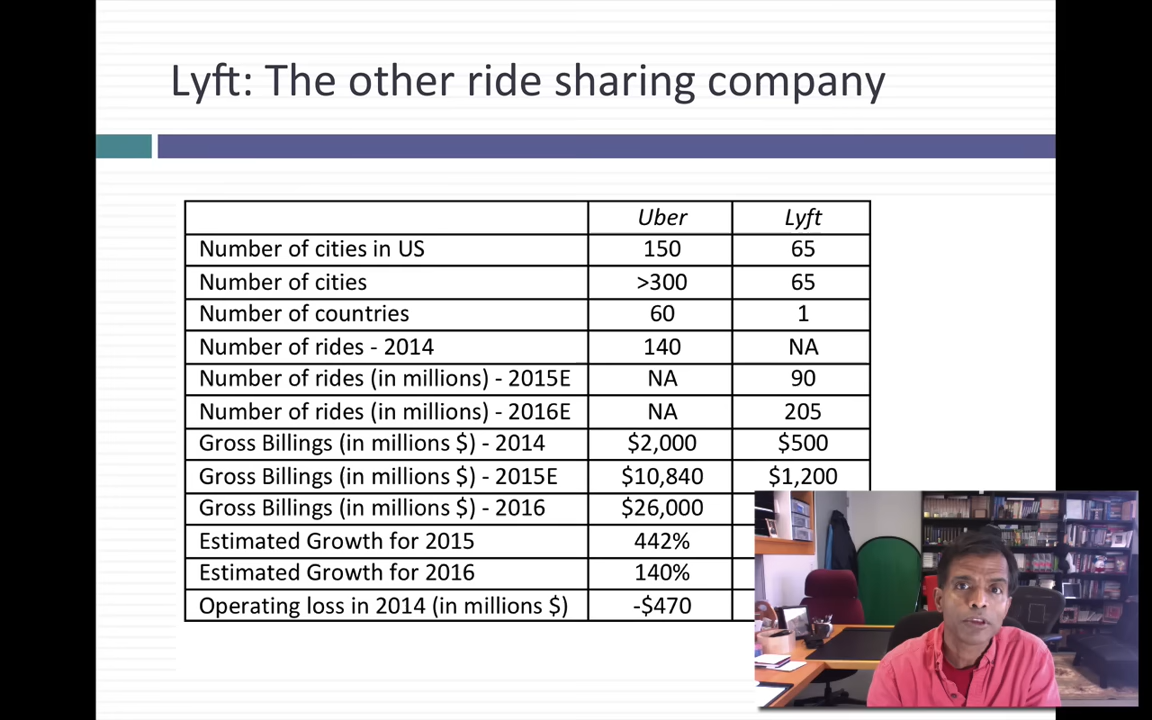 Lyft: The other ride sharing company
Uber Lyft
Number of cities in US 150 65
Number of cities >300 65
Number of countries 60 1
Number of rides - 2014 140 NA
Number of rides (in millions) - 2015E NA 90
Number of rides (in millions) - 2016E NA 205
Gross Billings (in millions $) - 2014 $2,000 $500
Gross Billings (in millions $) - 2015E $10,840 $1,200
Gross Billings (in millions $) - 2016 $26,000
Estimated Growth for 2015 442%
Estimated Growth for 2016 140%
Operating loss in 2014 (in millions $) -$470